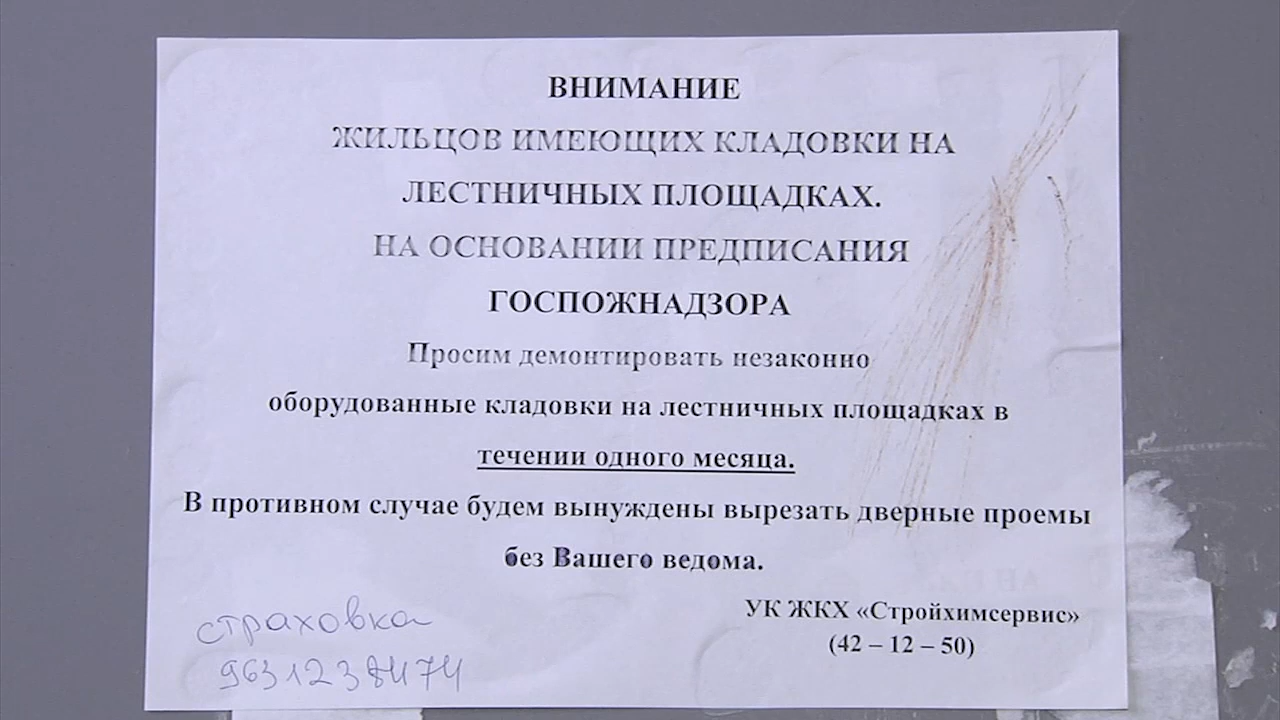 ВНИМАНИЕ
ЖИЛЬЦОВ ИМЕЮЩИХ КЛАДОВКИ НА
ЛЕСТНИЧНЫХ ПЛОЩАДКАХ.
НА ОСНОВАНИИ ПРЕДПИСАНИЯ
ГОСПОЖНАДЗОРА
Просим демонтировать незаконно
оборудованные кладовки на лестничных площадках в
течении одного месяца.
В противном случае будем вынуждены вырезать дверные проемы
без Вашего ведома.
УК ЖКХ «Стройхимсервис»
(42 – 12 – 50)
страховка
9631238474